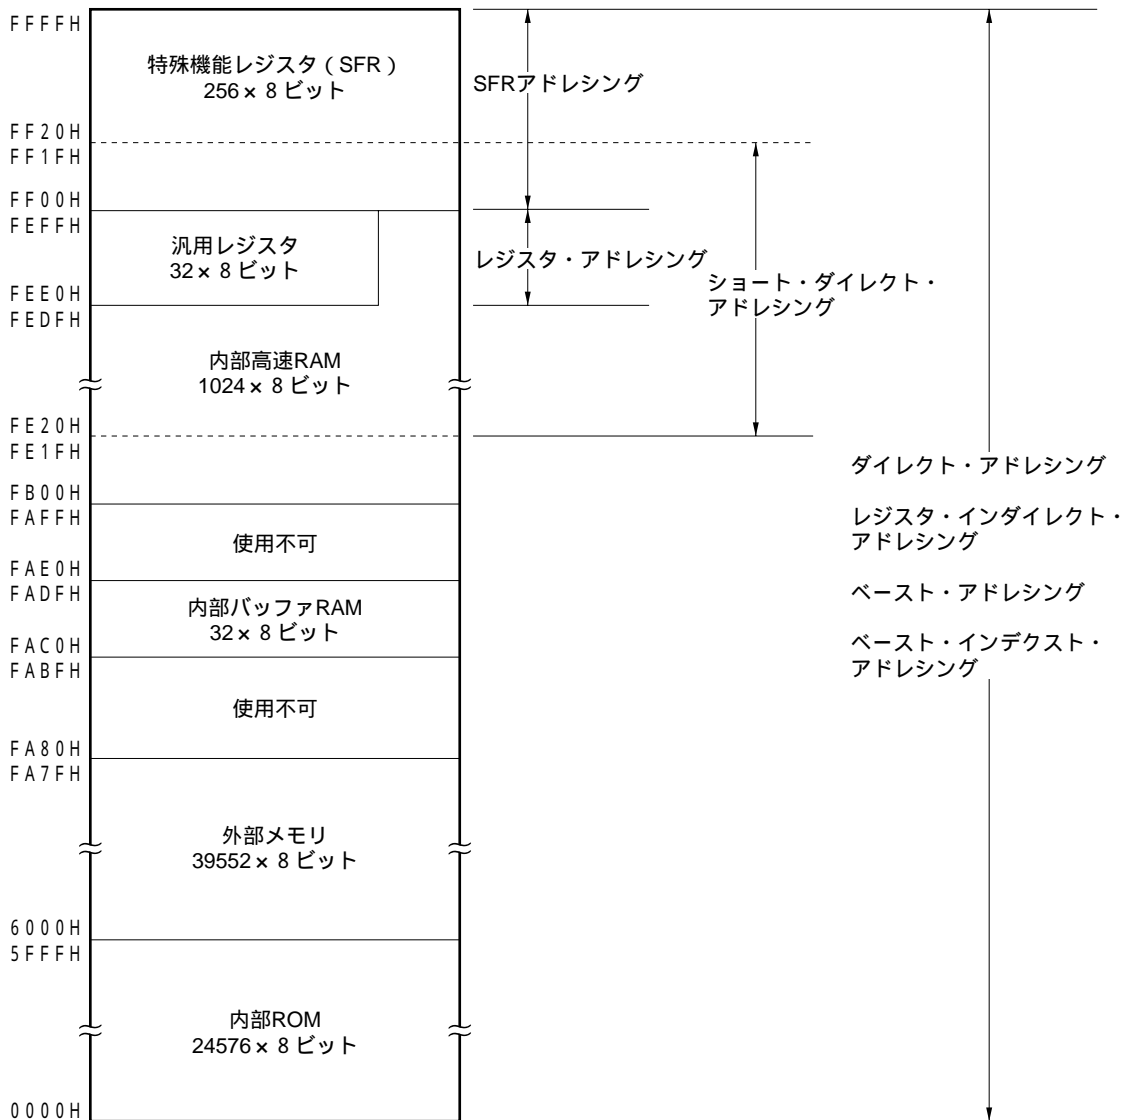 FFFFH
特殊機能レジスタ（SFR）
256×8ビット
SFRアドレシング
FF20H
FF1FH
FF00H
FEFFH
汎用レジスタ
32×8ビット
レジスタ・アドレシング
ショート・ダイレクト・
アドレシング
FEE0H
FEDFH
内部高速RAM
1024×8ビット
FE20H
FE1FH
FB00H
FAFFH
使用不可
FAE0H
FADFH
内部バッファRAM
32×8ビット
FAC0H
FABFH
使用不可
FA80H
FA7FH
外部メモリ
39552×8ビット
6000H
5FFFH
内部ROM
24576×8ビット
0000H
ダイレクト・アドレシング
レジスタ・インダイレクト・
アドレシング
ベースト・アドレシング
ベースト・インデクスト・
アドレシング